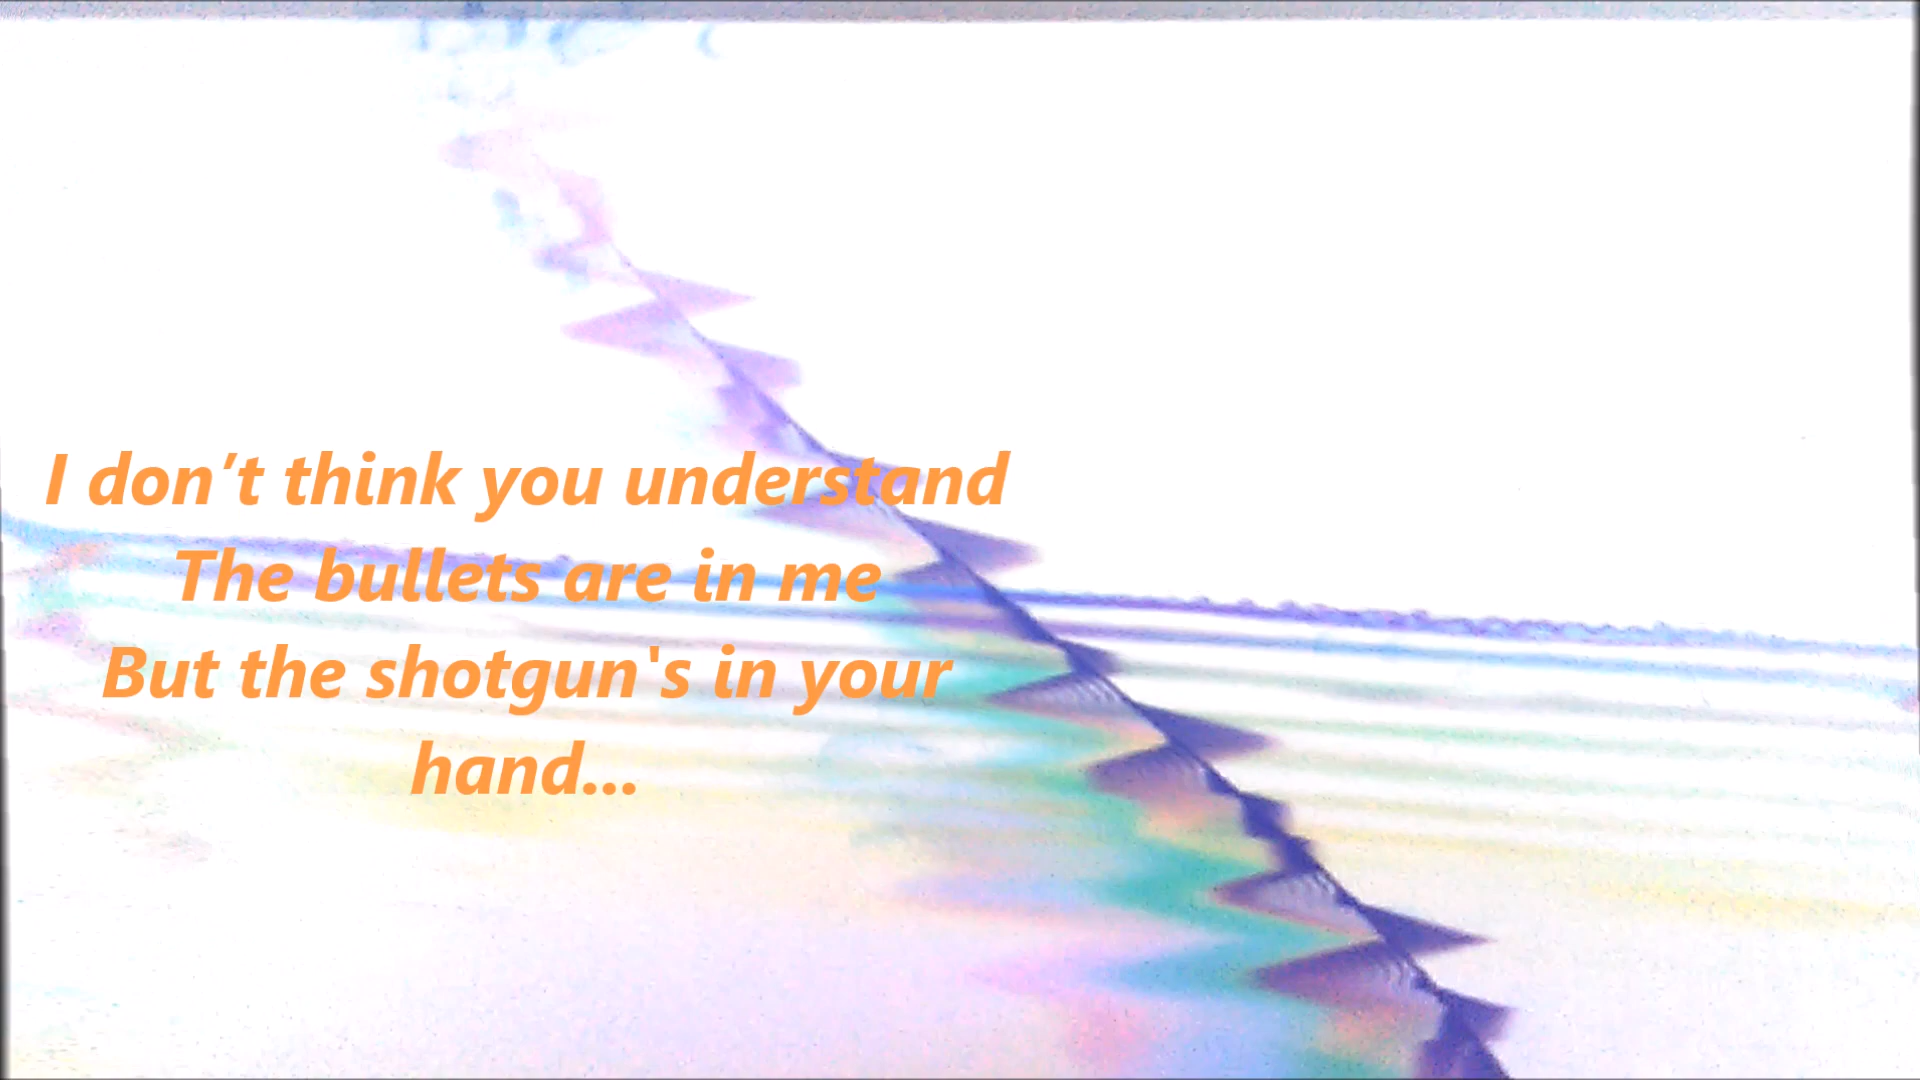 I don’t think you understand
The bullets are in me
But the shotgun's in your
hand...